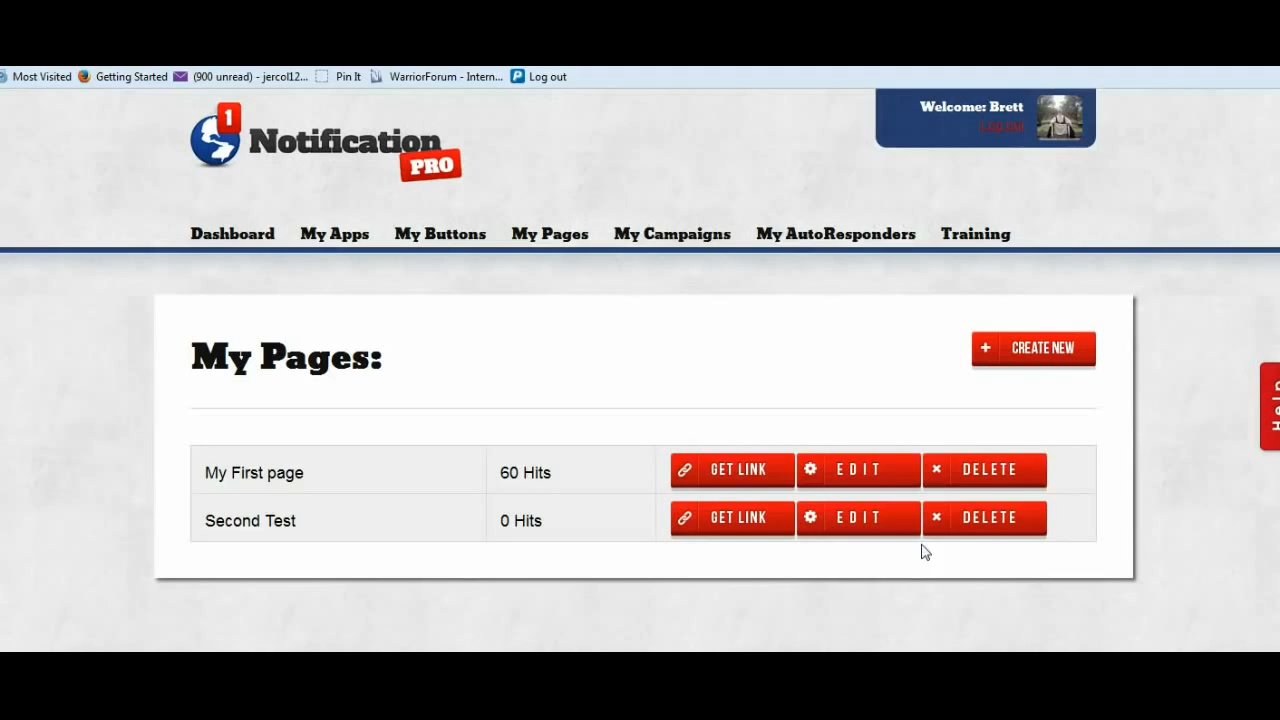 Most Visited Getting Started (900 unread) - jercol12... Pin It WarriorForum - Intern... Log out
1
Notification
PRO
Welcome: Brett
Log out
Dashboard My Apps My Buttons My Pages My Campaigns My AutoResponders Training
My Pages:
+ CREATE NEW
Help
My First page 60 Hits GET LINK EDIT × DELETE
Second Test 0 Hits GET LINK EDIT × DELETE